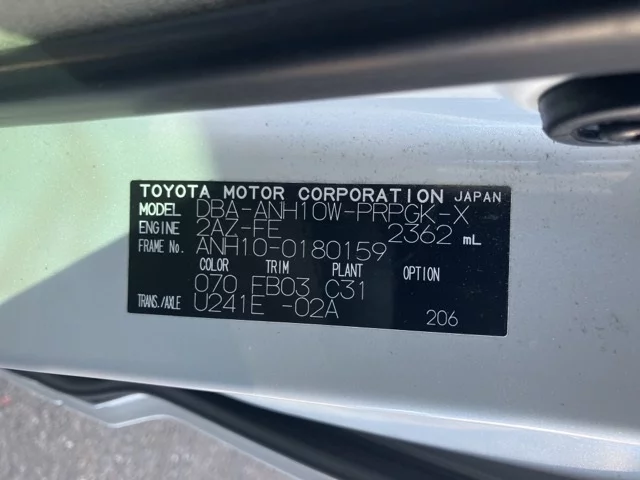 TOYOTA MOTOR CORPORATION JAPAN
MODEL DBA-ANH10W-PRPGK-X
ENGINE 2AZ-FE 2362 mL
FRAME No. ANH10-0180159
COLOR TRIM PLANT OPTION
070 FB03 C31
TRANS./AXLE U241E -02A
206